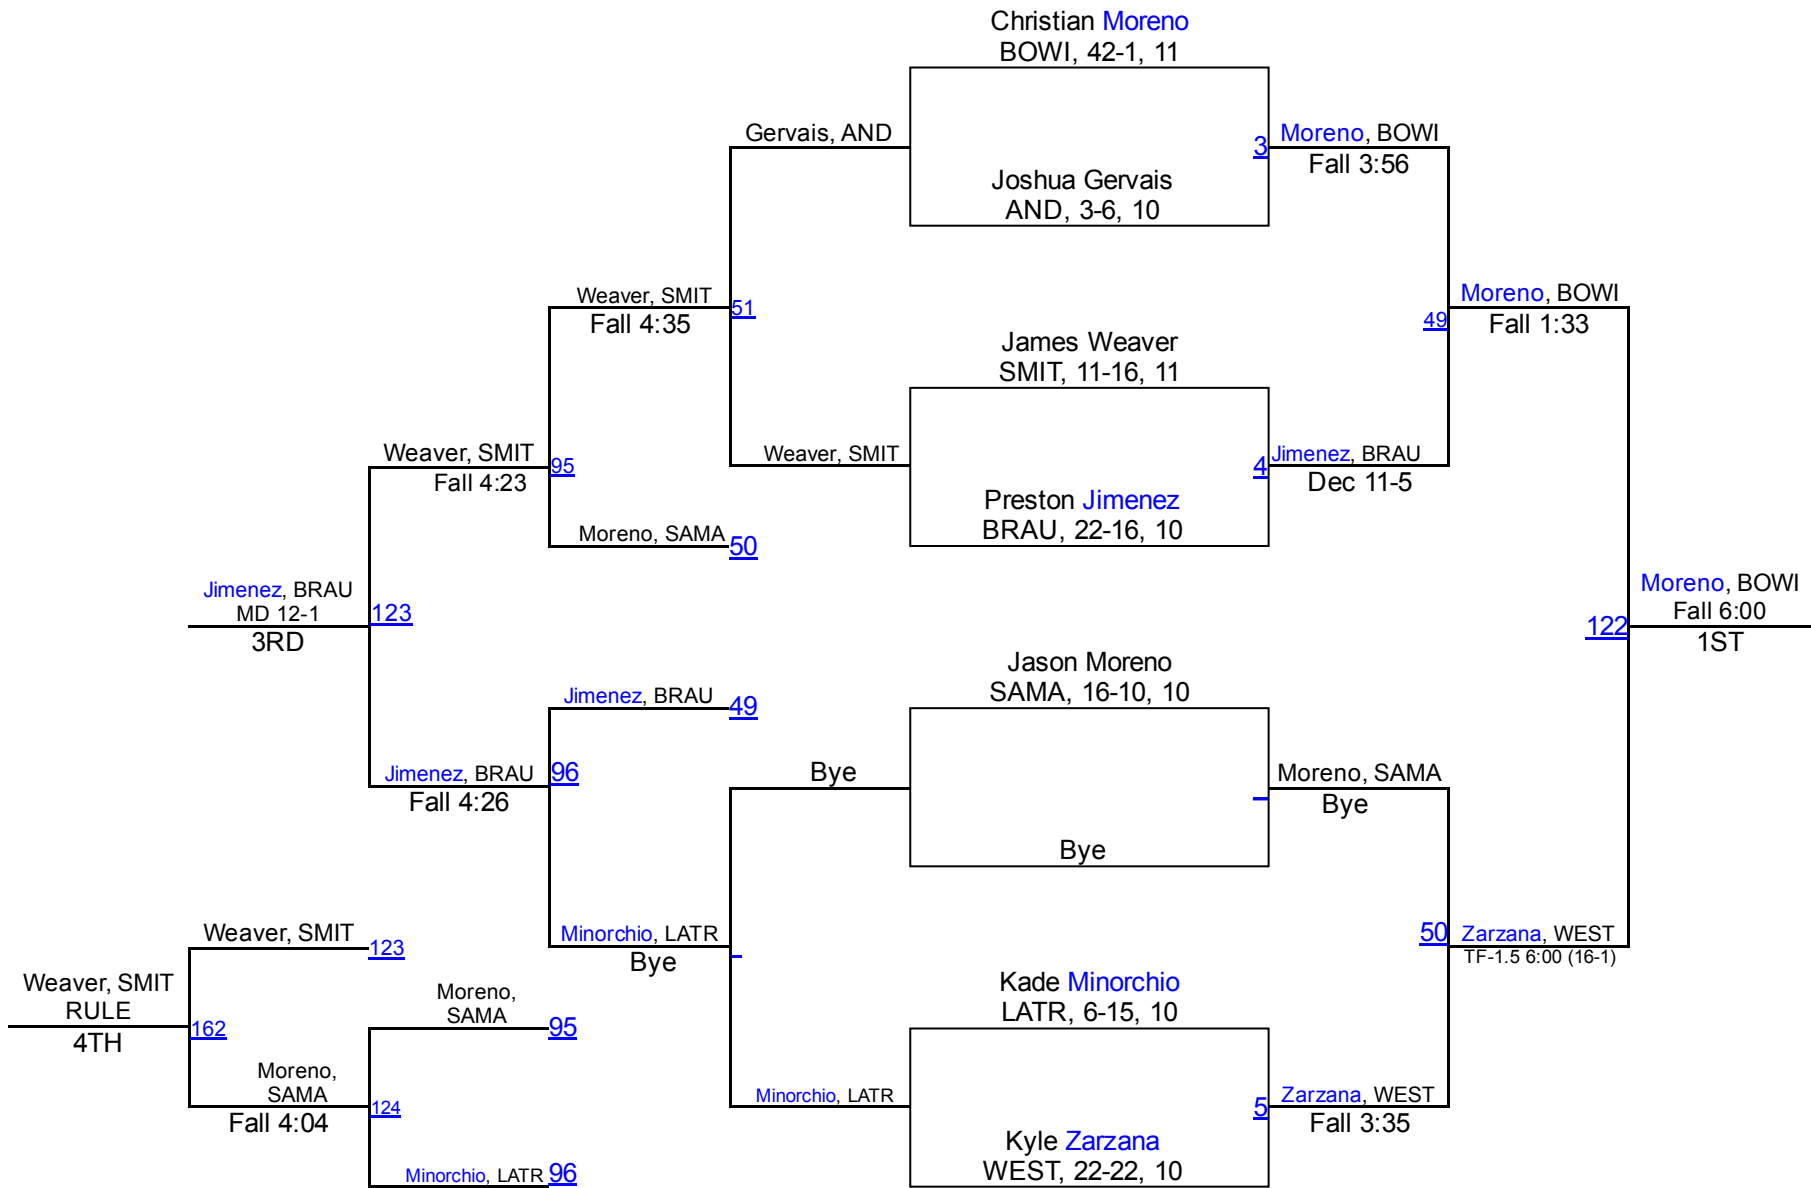 Christian Moreno
BOWI, 42-1, 11
Gervais, AND
3
Moreno, BOWI
Fall 3:56
Joshua Gervais
AND, 3-6, 10
Weaver, SMIT
Fall 4:35
51
Moreno, BOWI
Fall 1:33
49
James Weaver
SMIT, 11-16, 11
Weaver, SMIT
Fall 4:23
95
Weaver, SMIT
4
Jimenez, BRAU
Dec 11-5
Preston Jimenez
BRAU, 22-16, 10
Moreno, SAMA
50
Jimenez, BRAU
MD 12-1
3RD
123
Moreno, BOWI
Fall 6:00
1ST
122
Jason Moreno
SAMA, 16-10, 10
Jimenez, BRAU
49
Jimenez, BRAU
Fall 4:26
96
Bye
Moreno, SAMA
Bye
Bye
Weaver, SMIT
123
Minorchio, LATR
Bye
50
Zarzana, WEST
TF-1.5 6:00 (16-1)
Weaver, SMIT
RULE
4TH
162
Moreno,
SAMA
95
Kade Minorchio
LATR, 6-15, 10
Moreno,
SAMA
Fall 4:04
124
Minorchio, LATR
5
Zarzana, WEST
Fall 3:35
Kyle Zarzana
WEST, 22-22, 10
Minorchio, LATR
96